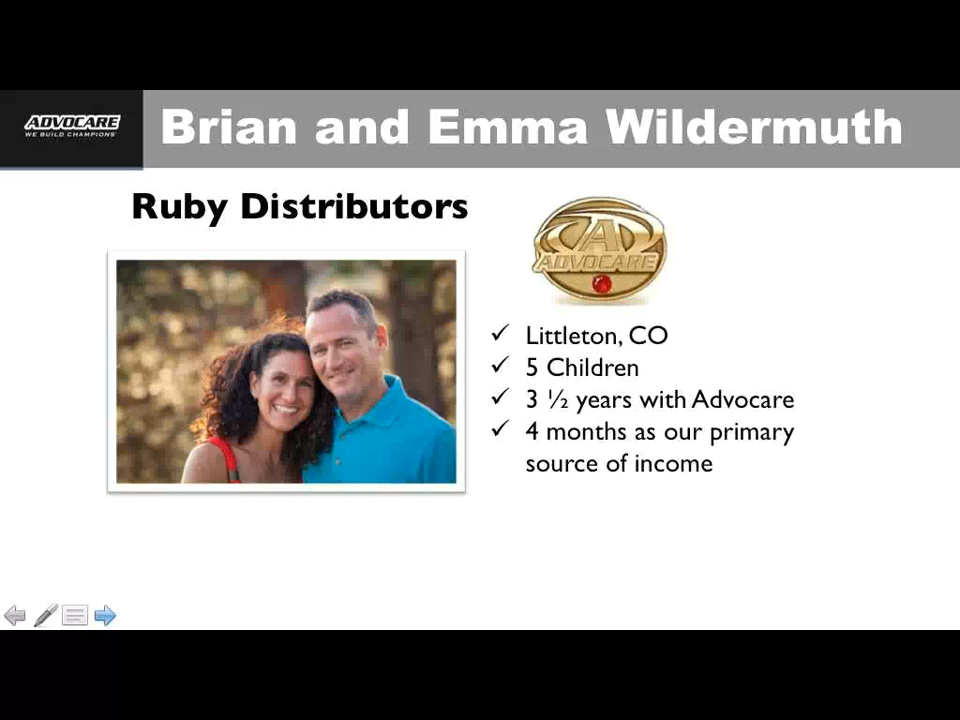 ADVOCARE
WE BUILD CHAMPIONS
Brian and Emma Wildermuth
Ruby Distributors
A
ADVOCARE
✓ Littleton, CO
✓ 5 Children
✓ 3 ½ years with Advocare
✓ 4 months as our primary
source of income